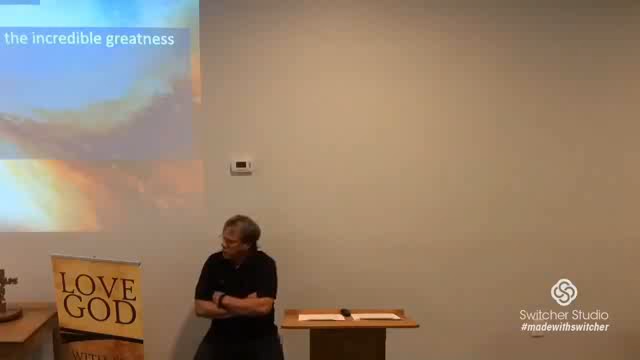 the incredible greatness
LOVE
GOD
Switcher Studio
#madewithswitcher